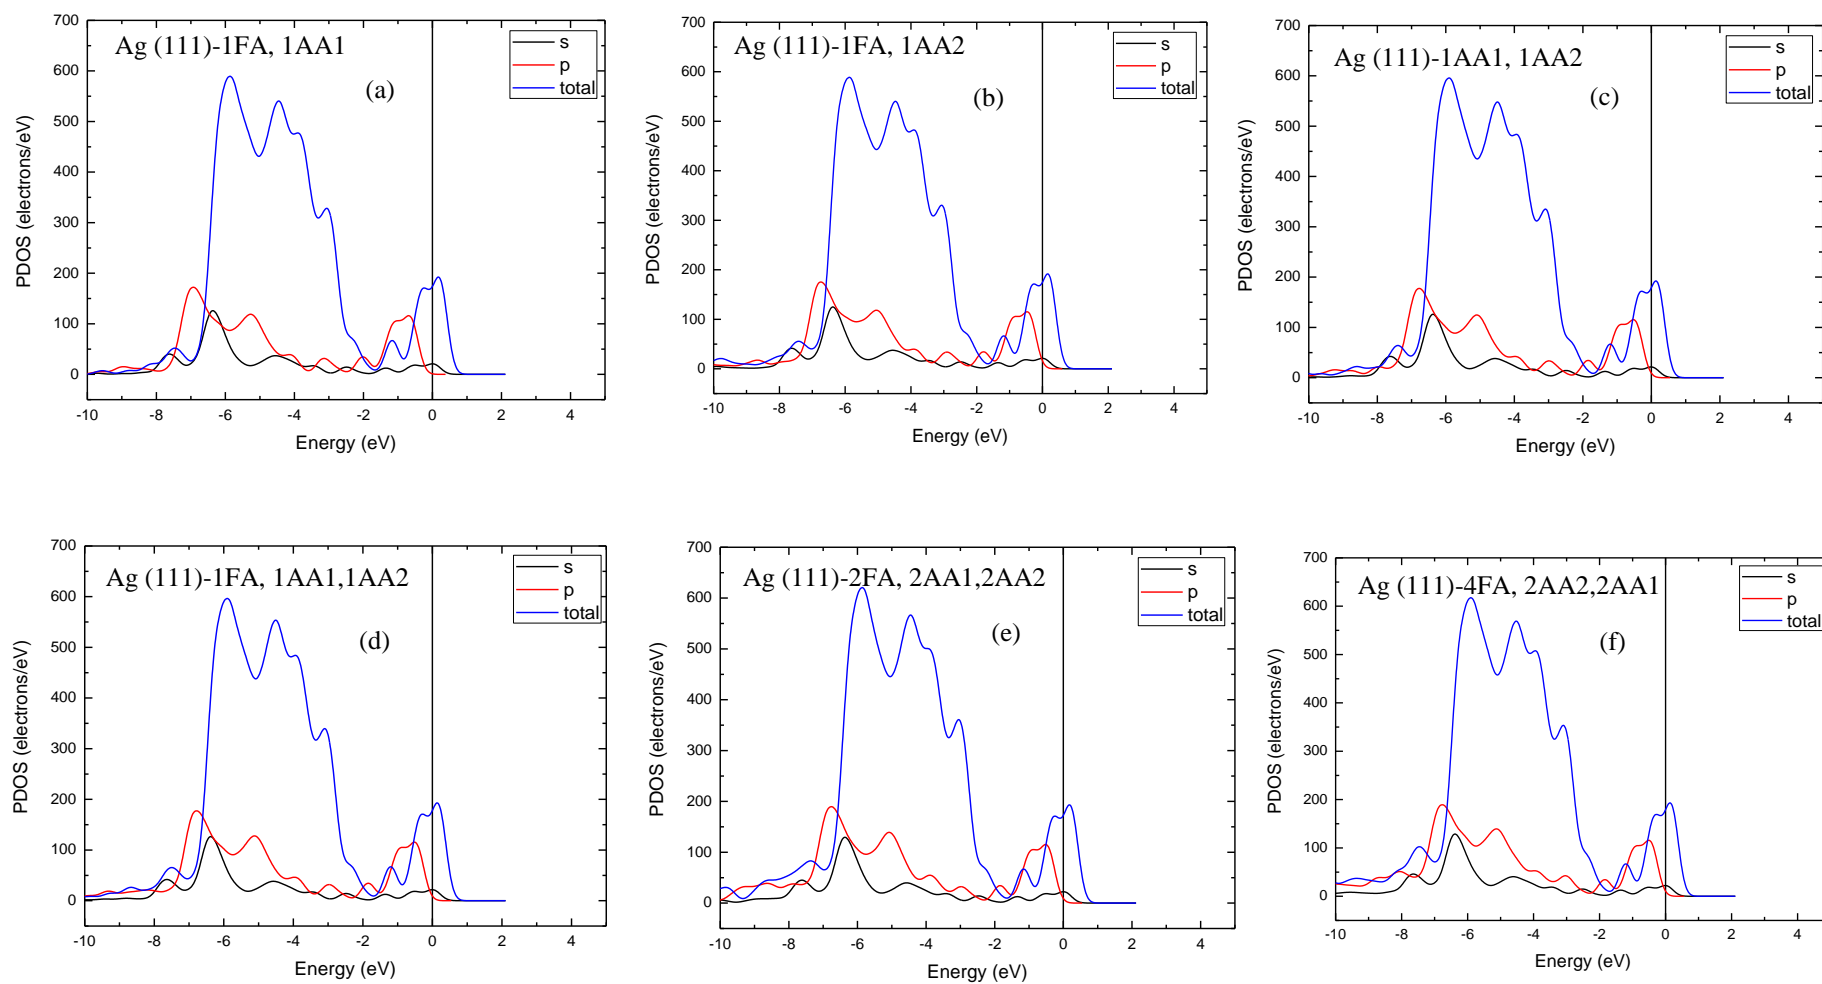 Ag (111)-1FA, 1AA1
(a)
s
p
total
PDOS (electrons/eV)
700
600
500
400
300
200
100
0
-10 -8 -6 -4 -2 0 2 4
Energy (eV)
Ag (111)-1FA, 1AA2
(b)
s
p
total
PDOS (electrons/eV)
700
600
500
400
300
200
100
0
-10 -8 -6 -4 -2 0 2 4
Energy (eV)
Ag (111)-1AA1, 1AA2
(c)
s
p
total
PDOS (electrons/eV)
700
600
500
400
300
200
100
0
-10 -8 -6 -4 -2 0 2 4
Energy (eV)
Ag (111)-1FA, 1AA1,1AA2
(d)
s
p
total
PDOS (electrons/eV)
700
600
500
400
300
200
100
0
-10 -8 -6 -4 -2 0 2 4
Energy (eV)
Ag (111)-2FA, 2AA1,2AA2
(e)
s
p
total
PDOS (electrons/eV)
700
600
500
400
300
200
100
0
-10 -8 -6 -4 -2 0 2 4
Energy (eV)
Ag (111)-4FA, 2AA2,2AA1
(f)
s
p
total
PDOS (electrons/eV)
700
600
500
400
300
200
100
0
-10 -8 -6 -4 -2 0 2 4
Energy (eV)